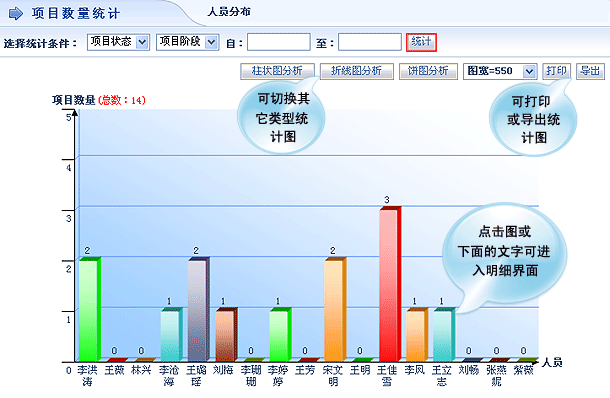 项目数量统计
人员分布
选择统计条件： 项目状态 项目阶段 自： 至： 统计
柱状图分析 折线图分析 饼图分析 图宽=550 打印 导出
可切换其
它类型统
计图
可打印
或导出统
计图
项目数量(总数：14)
5
4
3
2
1
0
点击图或
下面的文字可进
入明细界面
2 0 0 1 2 1 0 1 0 2 0 3 1 1 0 0 0
人员
李洪涛 王薇 林兴 李沧海 王璐瑶 刘梅 李珊珊 李婷婷 王芳 宋文明 王明 王佳雪 李凤 王立志 刘畅 张燕妮 紫薇